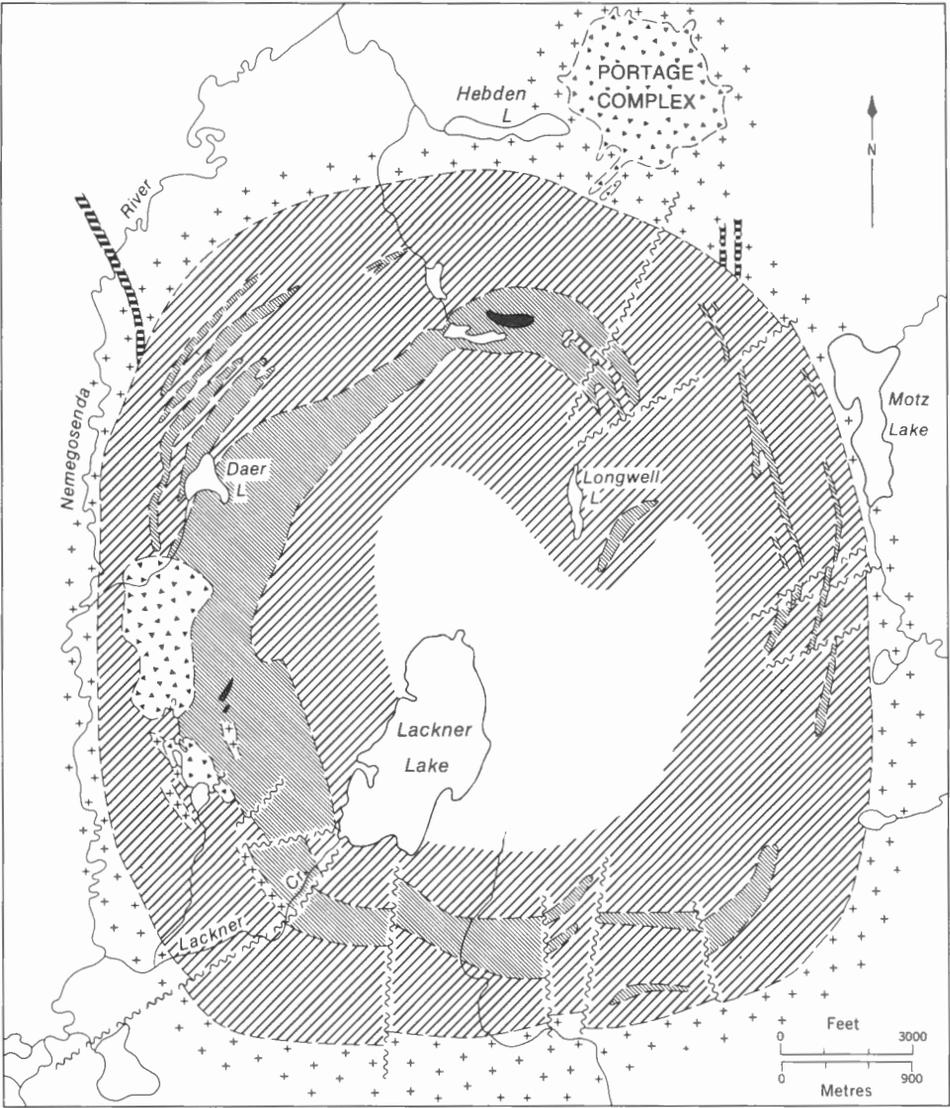 PORTAGE
COMPLEX
Hebden
L
N
River
Nemegosenda
Motz
Lake
Daer
L
Longwell
L
Lackner
Lake
Cr
Lackner
Feet
0 3000
0 900
Metres